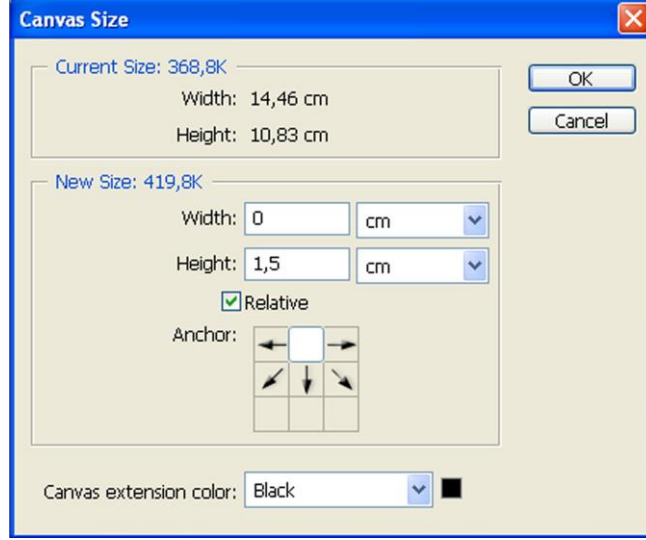 Canvas Size
Current Size: 368,8K
Width: 14,46 cm
Height: 10,83 cm
OK
Cancel
New Size: 419,8K
Width: 0 cm
Height: 1,5 cm
Relative
Anchor:
Canvas extension color: Black